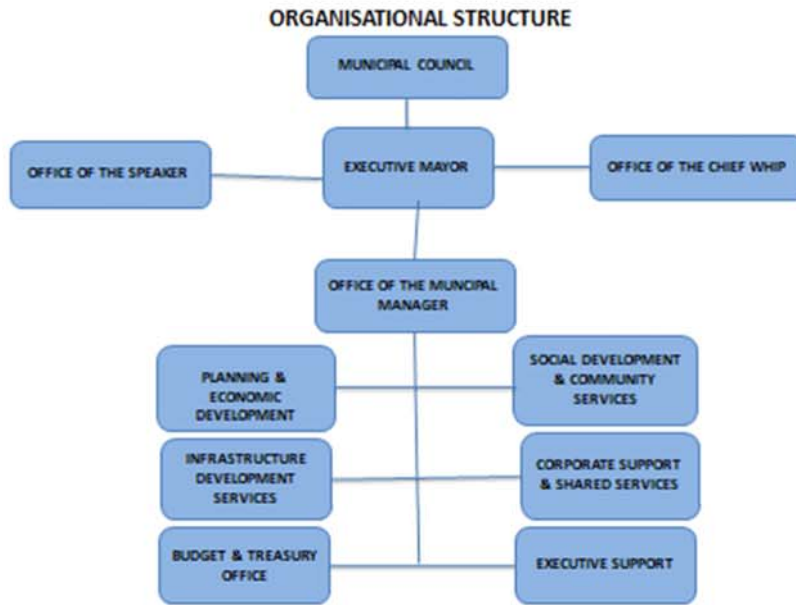 ORGANISATIONAL STRUCTURE
MUNICIPAL COUNCIL
OFFICE OF THE SPEAKER
EXECUTIVE MAYOR
OFFICE OF THE CHIEF WHIP
OFFICE OF THE MUNCIPAL
MANAGER
PLANNING &
ECONOMIC
DEVELOPMENT
SOCIAL DEVELOPMENT
& COMMUNITY
SERVICES
INFRASTRUCTURE
DEVELOPMENT
SERVICES
CORPORATE SUPPORT
& SHARED SERVICES
BUDGET & TREASURY
OFFICE
EXECUTIVE SUPPORT